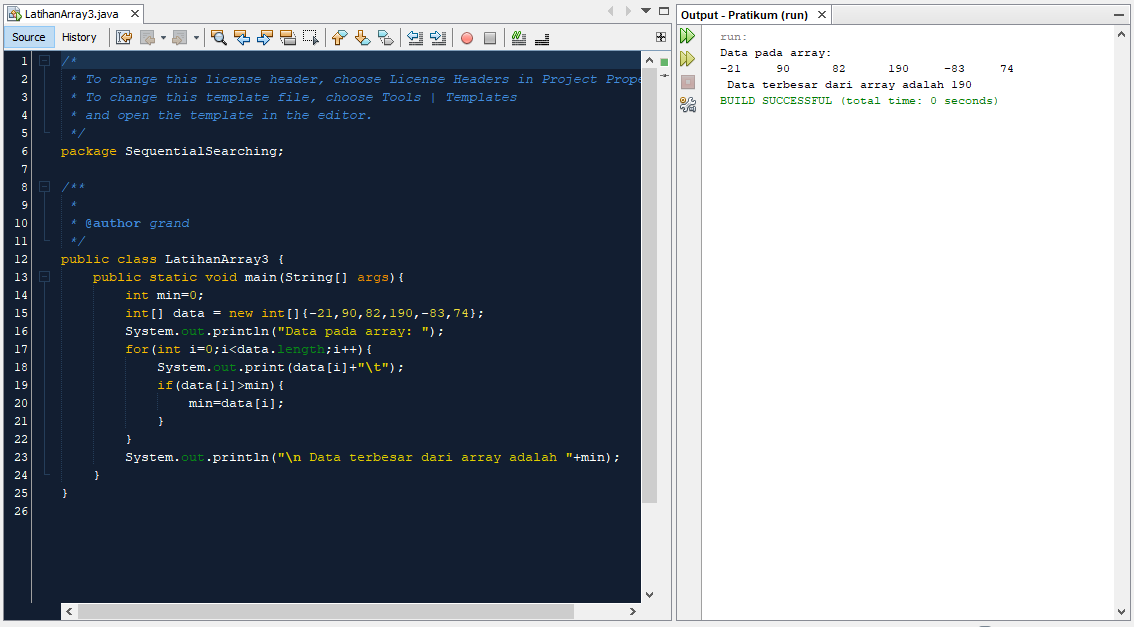 LatihanArray3.java
Source History
1 /*
2 * To change this license header, choose License Headers in Project Prope
3 * To change this template file, choose Tools | Templates
4 * and open the template in the editor.
5 */
6 package SequentialSearching;
7
8 /**
9 *
10 * @author grand
11 */
12 public class LatihanArray3 {
13 public static void main(String[] args){
14 int min=0;
15 int[] data = new int[]{-21,90,82,190,-83,74};
16 System.out.println("Data pada array: ");
17 for(int i=0;i<data.length;i++){
18 System.out.print(data[i]+"\t");
19 if(data[i]>min){
20 min=data[i];
21 }
22 }
23 System.out.println("\n Data terbesar dari array adalah "+min);
24 }
25 }
26
Output - Pratikum (run)
run:
Data pada array:
-21 90 82 190 -83 74
Data terbesar dari array adalah 190
BUILD SUCCESSFUL (total time: 0 seconds)